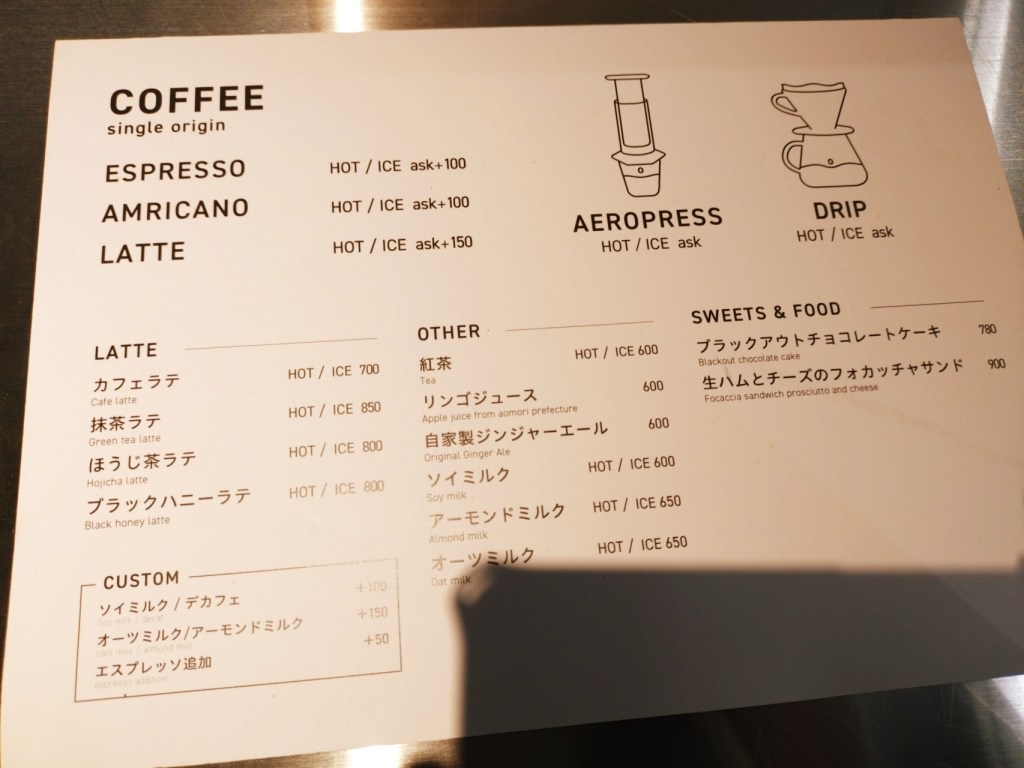 COFFEE
single origin
ESPRESSO HOT / ICE ask+100
AMRICANO HOT / ICE ask+100
LATTE HOT / ICE ask+150
AEROPRESS
HOT / ICE ask
DRIP
HOT / ICE ask
LATTE
カフェラテ HOT / ICE 700
Cafe latte
抹茶ラテ HOT / ICE 850
Green tea latte
ほうじ茶ラテ HOT / ICE 800
Hojicha latte
ブラックハニーラテ HOT / ICE 800
Black honey latte
CUSTOM
ソイミルク / デカフェ +100
Soy milk / decaf
オーツミルク/アーモンドミルク +150
oats milk / almond milk
エスプレッソ追加 +50
espresso addition
OTHER
紅茶 HOT / ICE 600
Tea
リンゴジュース 600
Apple juice from aomori prefecture
自家製ジンジャーエール 600
Original Ginger Ale
ソイミルク HOT / ICE 600
Soy milk
アーモンドミルク HOT / ICE 650
Almond milk
オーツミルク HOT / ICE 650
Oat milk
SWEETS & FOOD
ブラックアウトチョコレートケーキ 780
Blackout chocolate cake
生ハムとチーズのフォカッチャサンド 900
Focaccia sandwich prosciutto and cheese